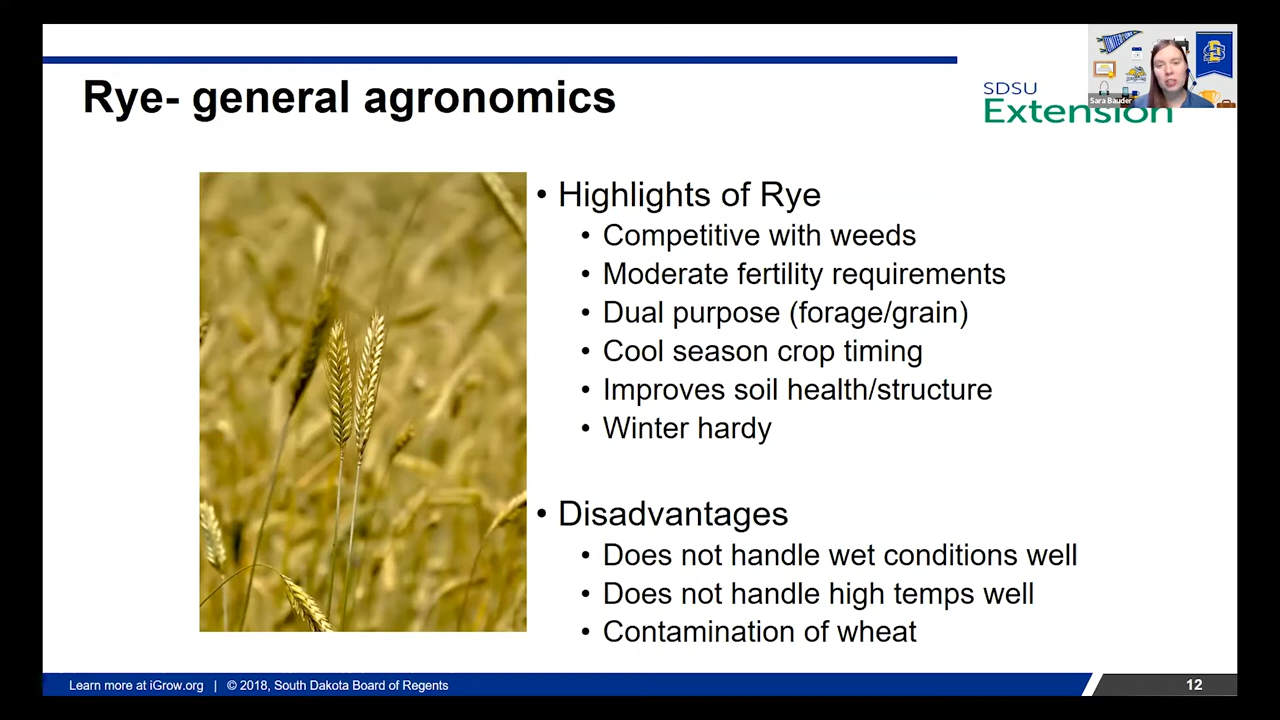 Rye- general agronomics
SDSU
Extension
Sara Bauder
• Highlights of Rye
• Competitive with weeds
• Moderate fertility requirements
• Dual purpose (forage/grain)
• Cool season crop timing
• Improves soil health/structure
• Winter hardy
• Disadvantages
• Does not handle wet conditions well
• Does not handle high temps well
• Contamination of wheat
Learn more at iGrow.org | © 2018, South Dakota Board of Regents
12